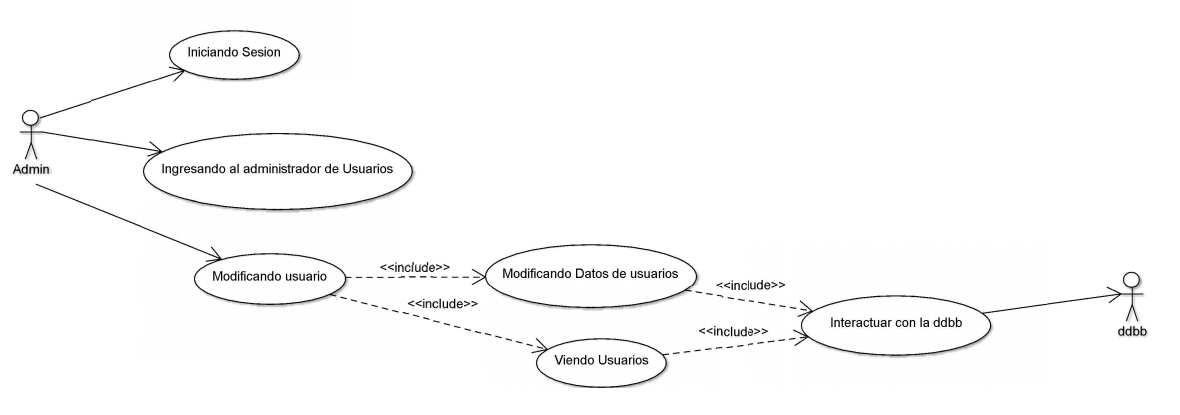 Iniciando Sesion
Admin
Ingresando al administrador de Usuarios
Modificando usuario
<<include>>
Modificando Datos de usuarios
<<include>>
<<include>>
Viendo Usuarios
<<include>>
Interactuar con la ddbb
ddbb